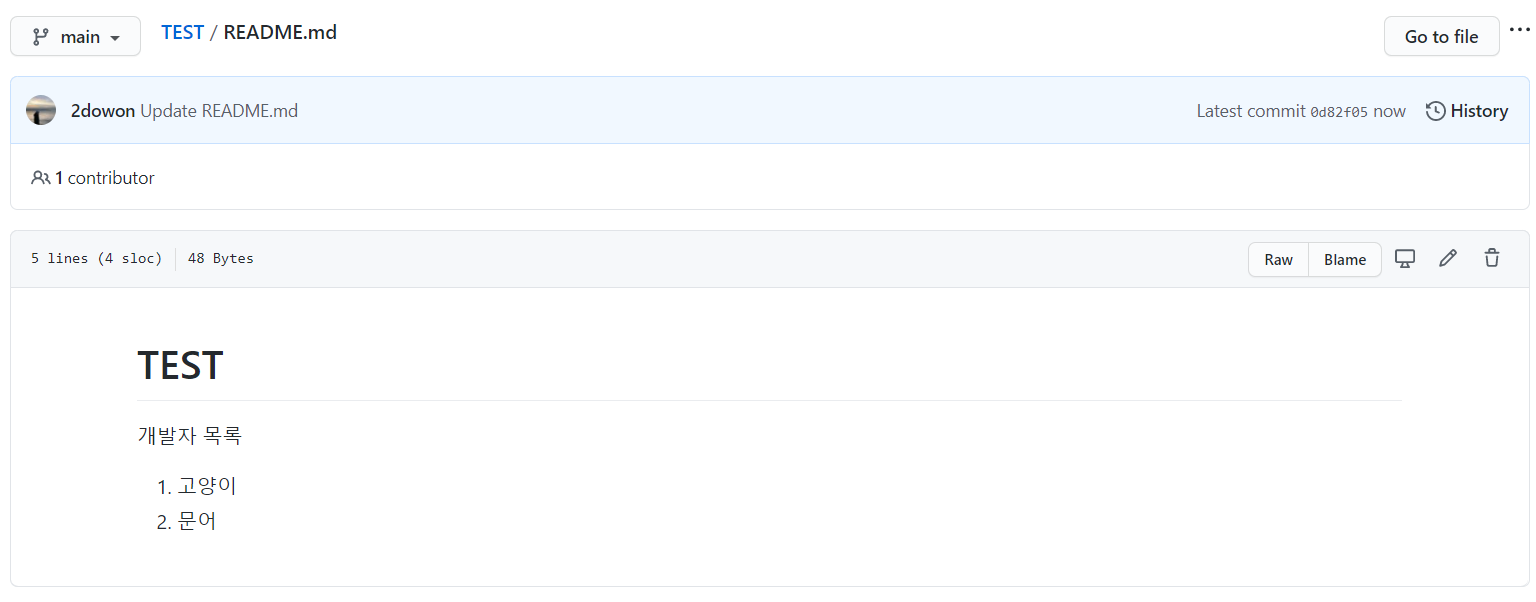 main TEST / README.md Go to file ...
2dowon Update README.md Latest commit 0d82f05 now History
1 contributor
5 lines (4 sloc) 48 Bytes Raw Blame
TEST
개발자 목록
1. 고양이
2. 문어